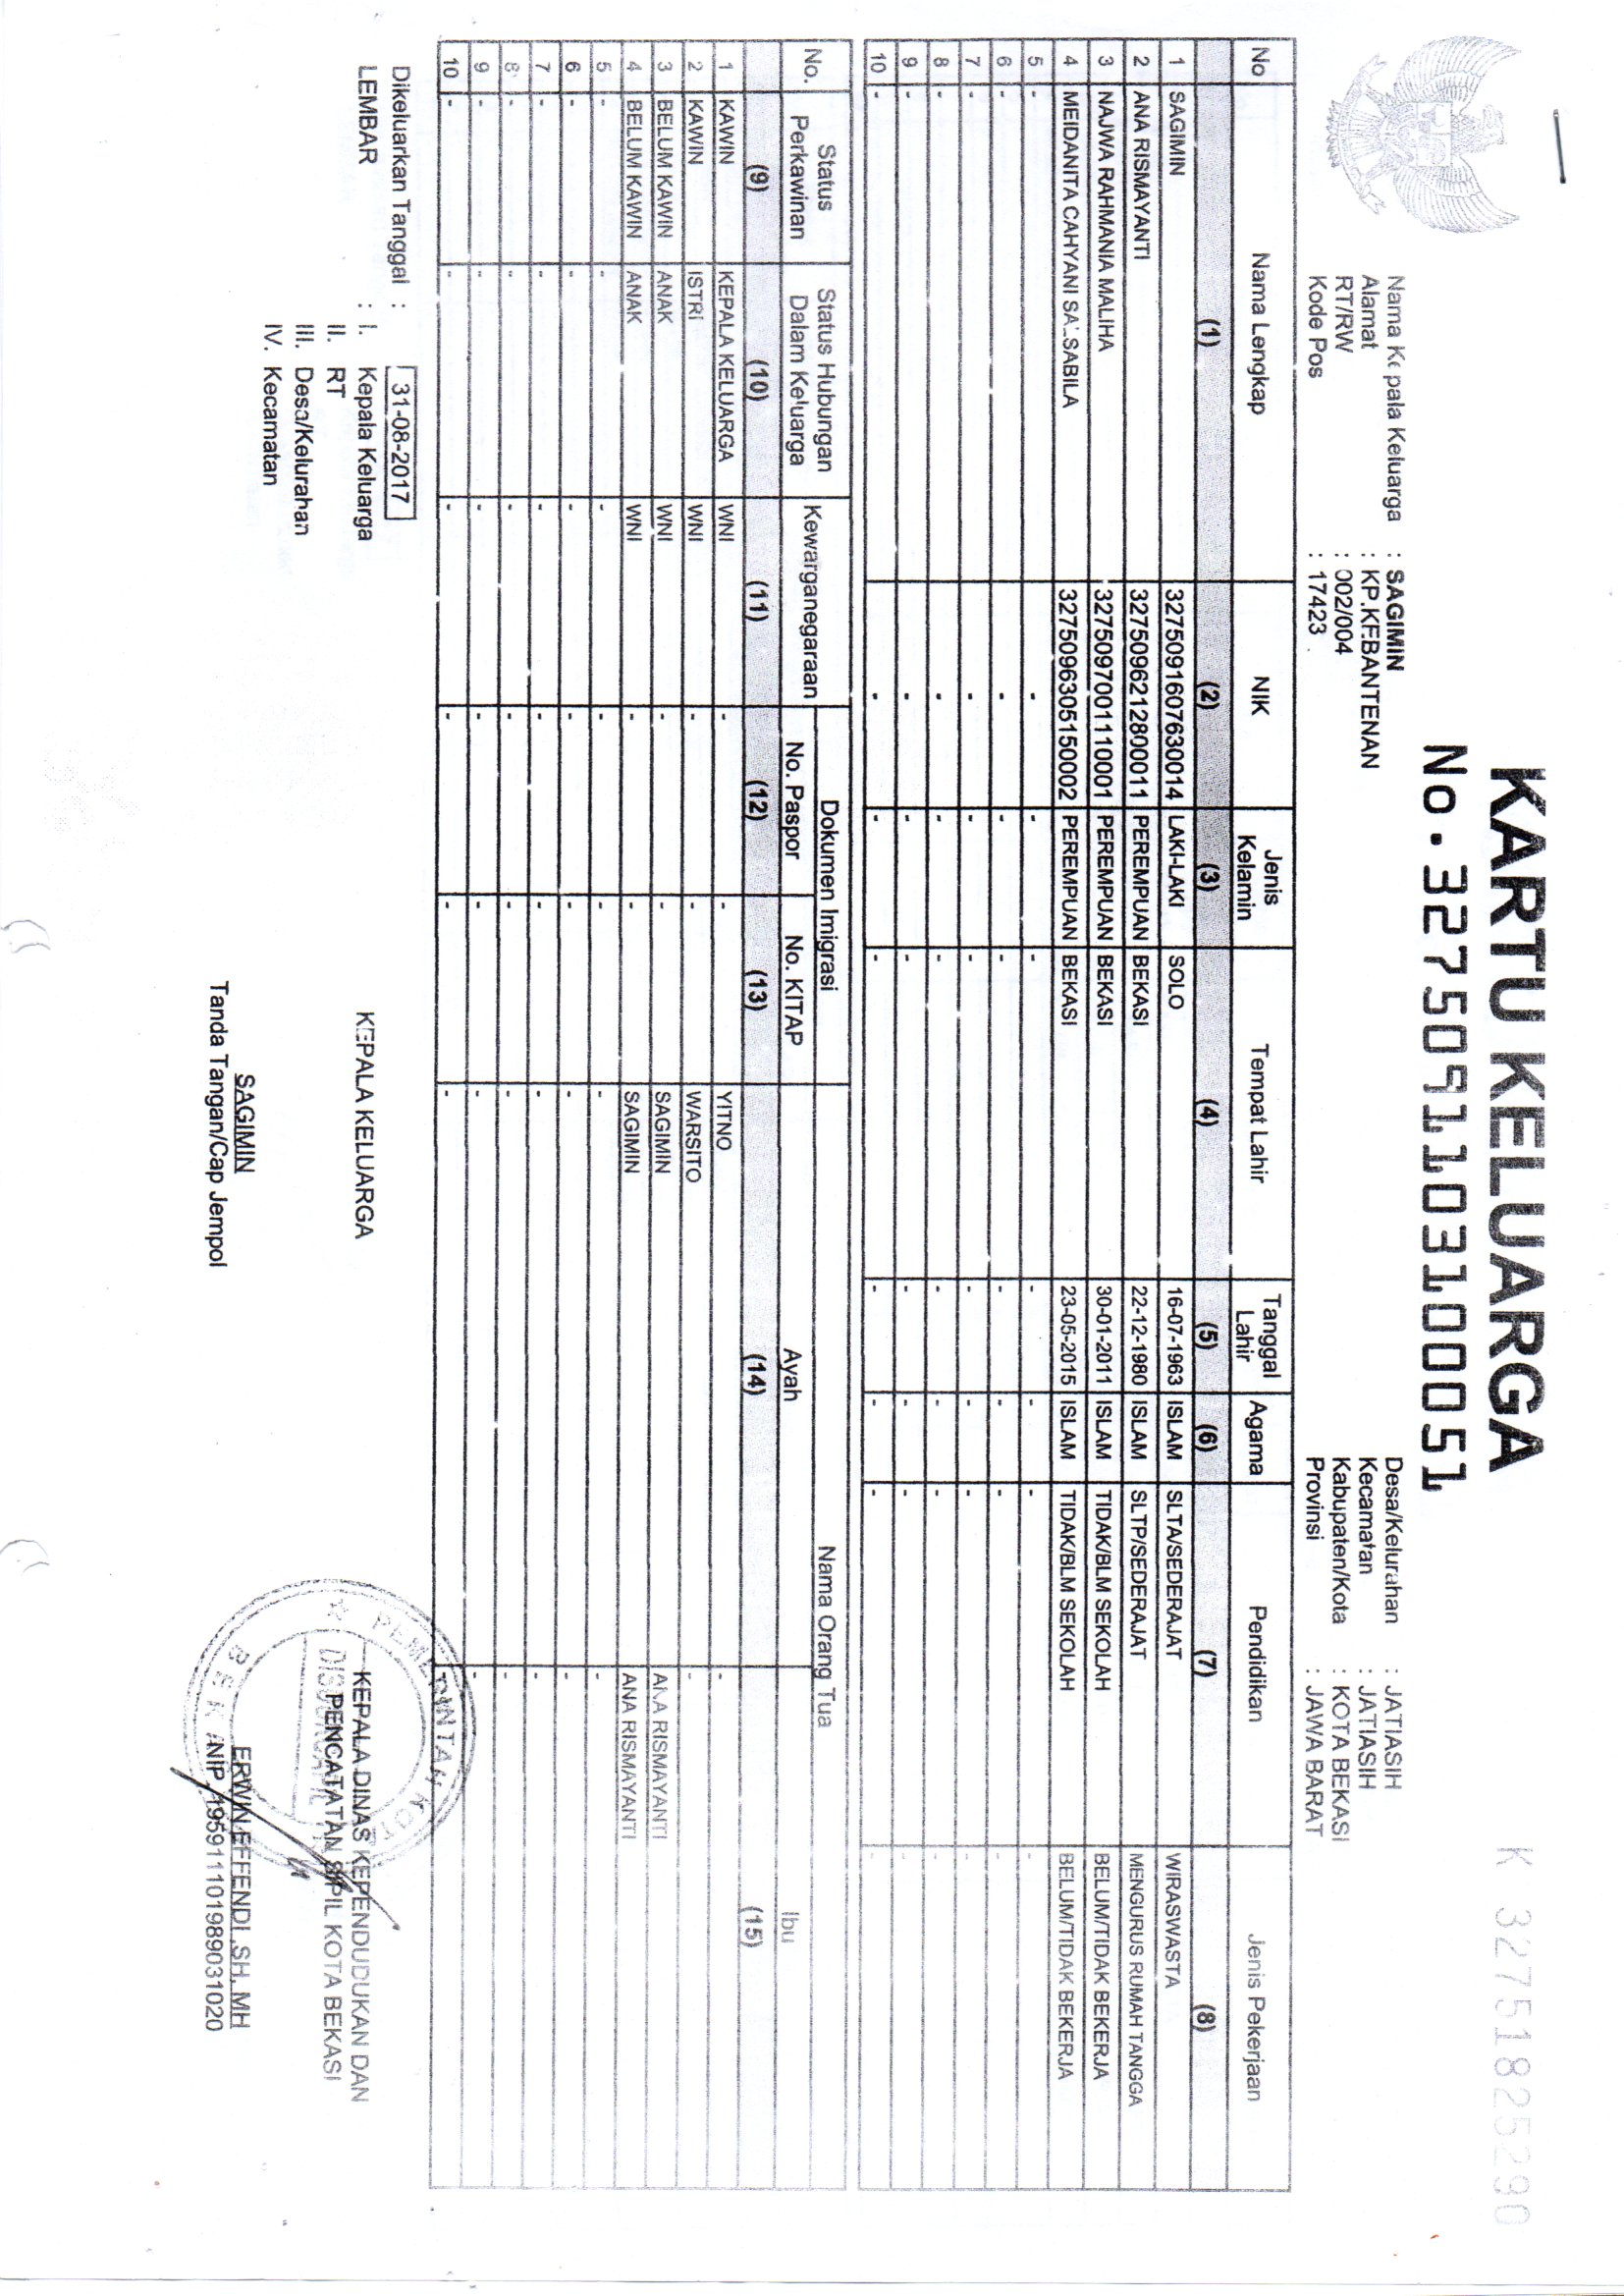 K 3275182529​0
KARTU KELUARGA
No. 3275091103100051
Nama Kepala Keluarga : SAGIMIN
Alamat : KP.KEBANTENAN
RT/RW : 002/004
Kode Pos : 17423
Desa/Kelurahan : JATIASIH
Kecamatan : JATIASIH
Kabupaten/Kota : KOTA BEKASI
Provinsi : JAWA BARAT
No Nama Lengkap NIK Jenis Kelamin Tempat Lahir Tanggal Lahir Agama Pendidikan Jenis Pekerjaan
(1) (2) (3) (4) (5) (6) (7) (8)
1 SAGIMIN 3275091607630014 LAKI-LAKI SOLO 16-07-1963 ISLAM SLTA/SEDERAJAT WIRASWASTA
2 ANA RISMAYANTI 3275096212800011 PEREMPUAN BEKASI 22-12-1980 ISLAM SLTP/SEDERAJAT MENGURUS RUMAH TANGGA
3 NAJWA RAHMANIA MALIHA 3275097001110001 PEREMPUAN BEKASI 30-01-2011 ISLAM TIDAK/BLM SEKOLAH BELUM/TIDAK BEKERJA
4 MEIDANITA CAHYANI SALSABILA 3275096305150002 PEREMPUAN BEKASI 23-05-2015 ISLAM TIDAK/BLM SEKOLAH BELUM/TIDAK BEKERJA
5 - - - - - - - -
6 - - - - - - - -
7 - - - - - - - -
8 - - - - - - - -
9 - - - - - - - -
10 - - - - - - - -
No. Status Perkawinan Status Hubungan Dalam Keluarga Kewarganegaraan Dokumen Imigrasi Nama Orang Tua
No. Paspor No. KITAP Ayah Ibu
(9) (10) (11) (12) (13) (14) (15)
1 KAWIN KEPALA KELUARGA WNI - - YITNO -
2 KAWIN ISTRI WNI - - WARSITO -
3 BELUM KAWIN ANAK WNI - - SAGIMIN ANA RISMAYANTI
4 BELUM KAWIN ANAK WNI - - SAGIMIN ANA RISMAYANTI
5 - - - - - - -
6 - - - - - - -
7 - - - - - - -
8 - - - - - - -
9 - - - - - - -
10 - - - - - - -
Dikeluarkan Tanggal : 31-08-2017
LEMBAR : I. Kepala Keluarga
II. RT
III. Desa/Kelurahan
IV. Kecamatan
KEPALA KELUARGA
SAGIMIN
Tanda Tangan/Cap Jempol
KEPALA DINAS KEPENDUDUKAN DAN
PENCATATAN SIPIL KOTA BEKASI
PEMERINTAH KOTA
BEKASI
DISDUKCAPIL
ERWIN EFFENDI ,SH, MH
NIP 195911101989031020